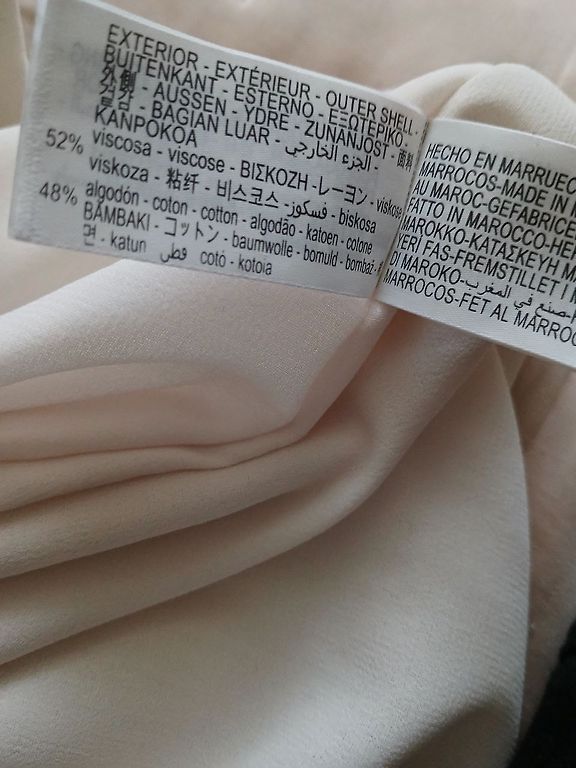 EXTERIOR - EXTÉRIEUR - OUTER SHELL -
BUITENKANT - ESTERNO - ΕΞΩΤΕΡΙΚΟ.
外側 - AUSSEN - YDRE - ZUNANJOST - 面料
겉감 - BAGIAN LUAR - الجزء الخارجي -
KANPOKOA
52% viscosa - viscose - ΒΙΣΚΟΖΗ - レーヨン - viskose
viskoza - 粘纤 - 비스코스 - فسكوز - biskosa
48% algodón - coton - cotton - algodão - katoen - cotone
BAMBAKI - コットン - baumwolle - bomuld - bombaž -
면 - katun قطن cotó - kotoia
HECHO EN MARRUEC
MARROCOS-MADE IN
AU MAROC-GEFABRICE
FATTO IN MAROCCO-HE
MAROKKO-ΚΑΤΑΣΚΕΥΗ Μ
YERİ FAS-FREMSTILLET I
DI MAROKO-صنع في المغرب
MARROCOS-FET AL MARROC